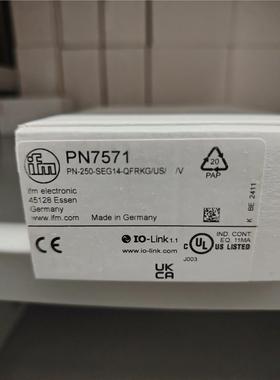 ifm
PN7571
PN-250-SEG14-QFRKG/US/ /V
ifm electronic
45128 Essen
Germany
www.ifm.com Made in Germany
20
PAP
K BE 2411
CE
IO-Link 1.1
www.io-link.com
C UL US LISTED
IND. CONT.
EQ. 11MA
J003
UK
CA